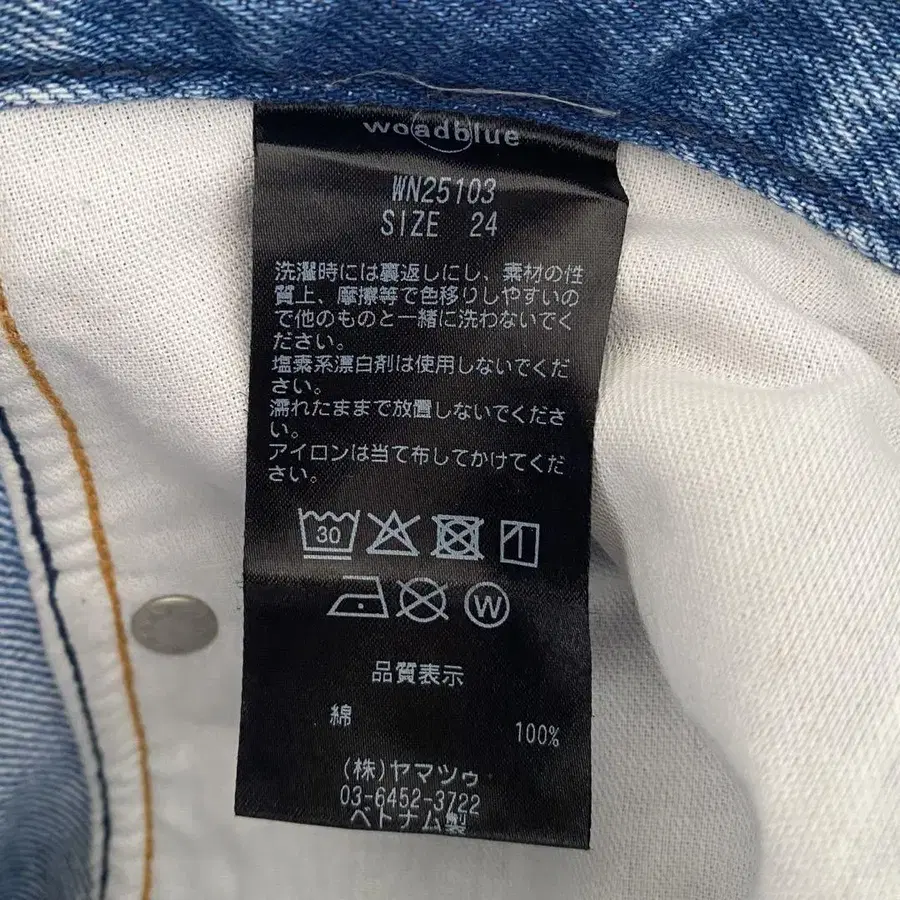 woadblue
WN25103
SIZE 24
洗濯時には裏返しにし、素材の性
質上、摩擦等で色移りしやすいの
で他のものと一緒に洗わないでく
ださい。
塩素系漂白剤は使用しないでくだ
さい。
濡れたままで放置しないでくださ
い。
アイロンは当て布してかけてくだ
さい。
30
W
品質表示
綿 100%
(株)ヤマツゥ
03-6452-3722
ベトナム製